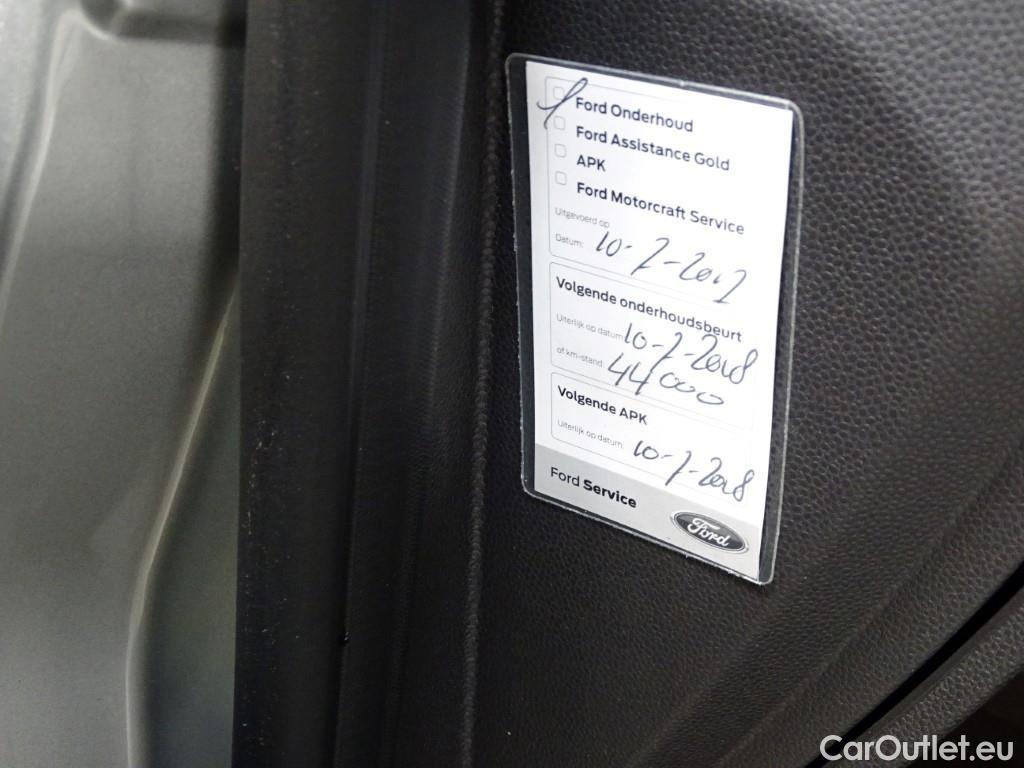 Ford Onderhoud
Ford Assistance Gold
APK
Ford Motorcraft Service
Uitgevoerd op
Datum: 10-7-2017
Volgende onderhoudsbeurt
Uiterlijk op datum: 10-7-2018
of km-stand: 44000
Volgende APK
Uiterlijk op datum: 10-7-2018
Ford Service
Ford
CarOutlet.eu